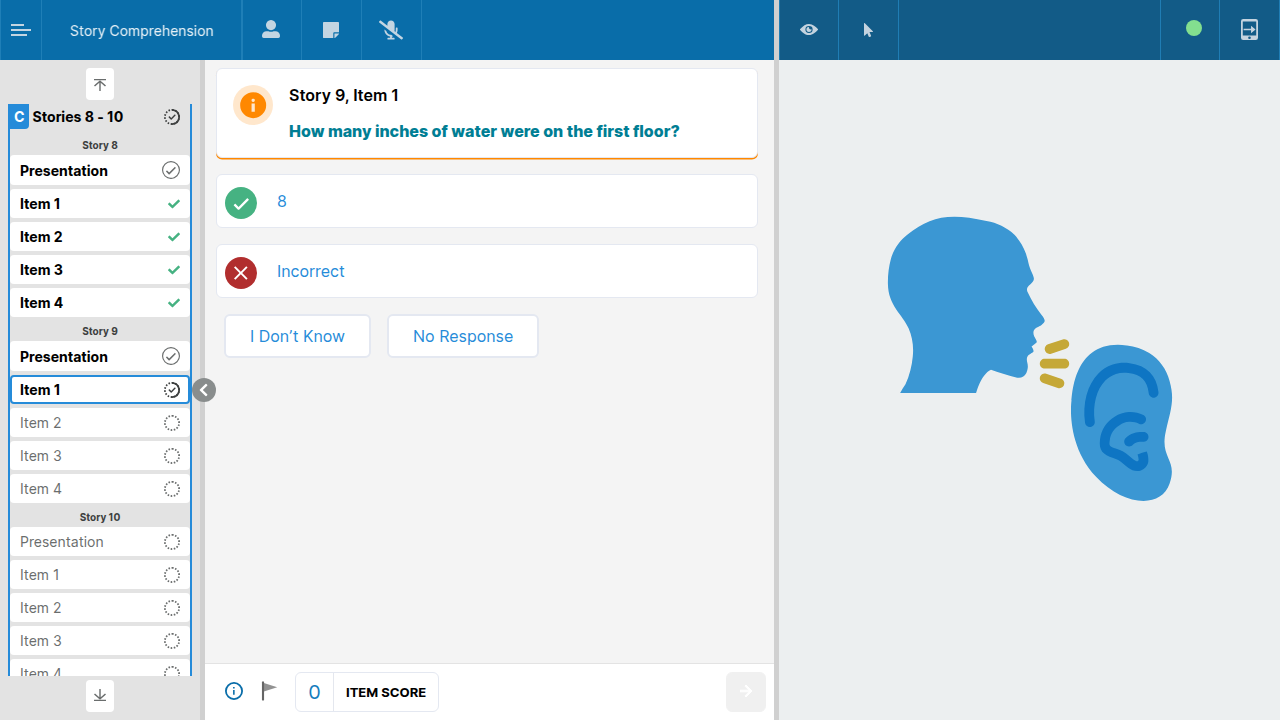 Story Comprehension
C Stories 8 - 10
Story 8
Presentation
Item 1
Item 2
Item 3
Item 4
Story 9
Presentation
Item 1
Item 2
Item 3
Item 4
Story 10
Presentation
Item 1
Item 2
Item 3
Item 4
Story 9, Item 1
How many inches of water were on the first floor?
8
Incorrect
I Don't Know
No Response
0 ITEM SCORE